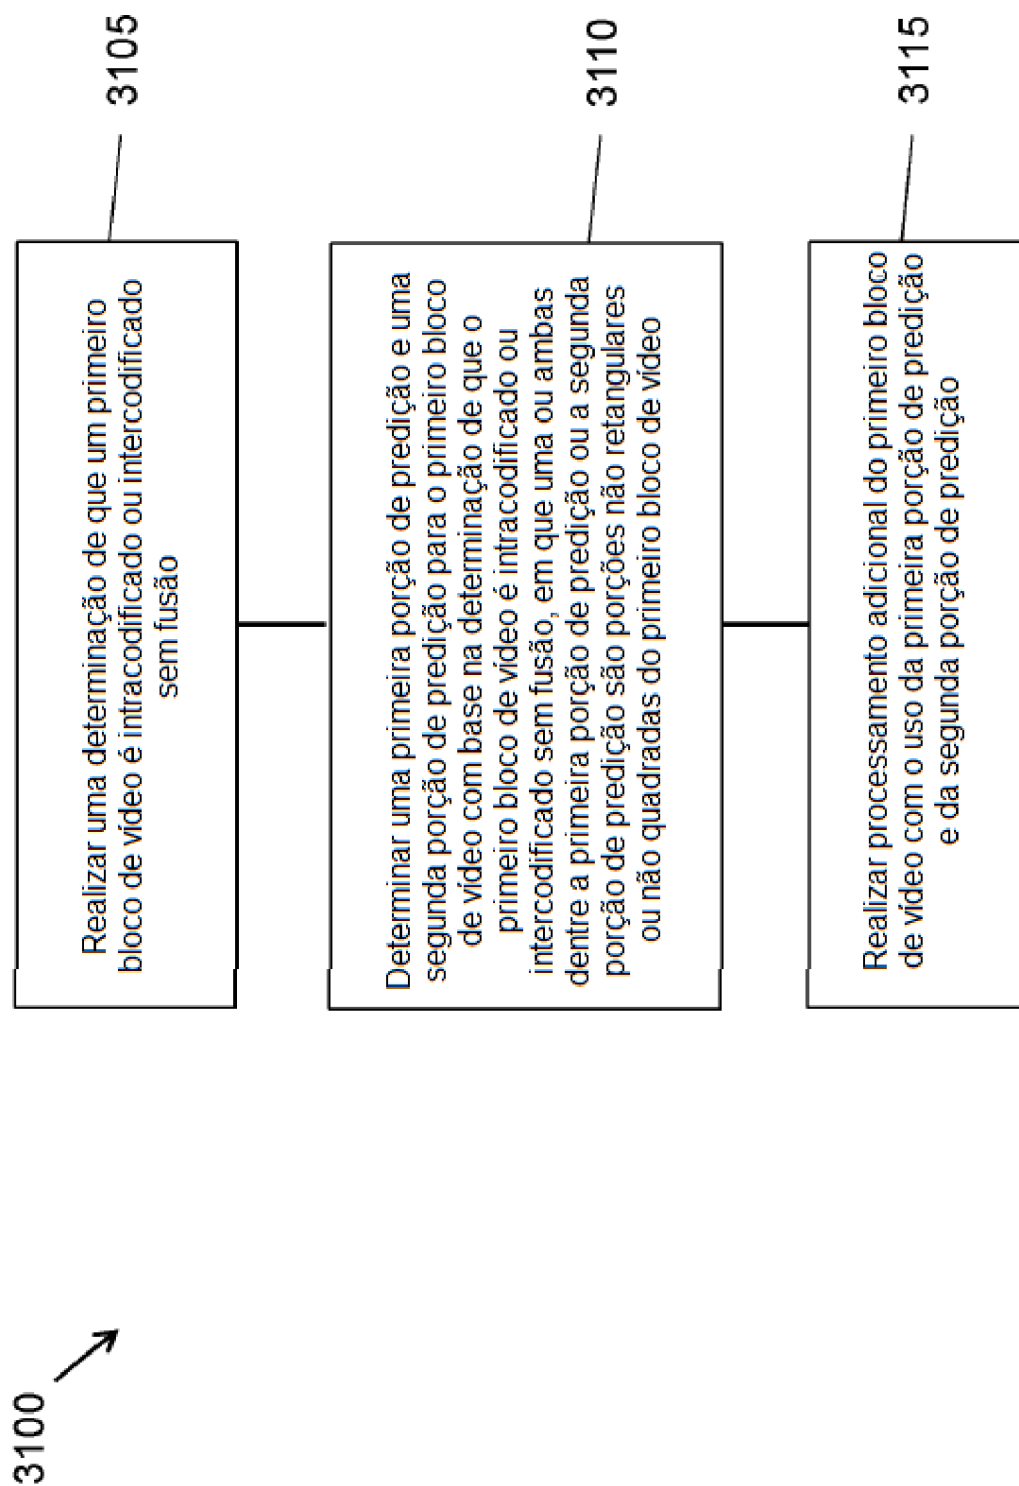 3100
Realizar uma determinação de que um primeiro
bloco de vídeo é intracodificado ou intercodificado
sem fusão
3105
Determinar uma primeira porção de predição e uma
segunda porção de predição para o primeiro bloco
de vídeo com base na determinação de que o
primeiro bloco de vídeo é intracodificado ou
intercodificado sem fusão, em que uma ou ambas
dentre a primeira porção de predição ou a segunda
porção de predição são porções não retangulares
ou não quadradas do primeiro bloco de vídeo
3110
Realizar processamento adicional do primeiro bloco
de vídeo com o uso da primeira porção de predição
e da segunda porção de predição
3115